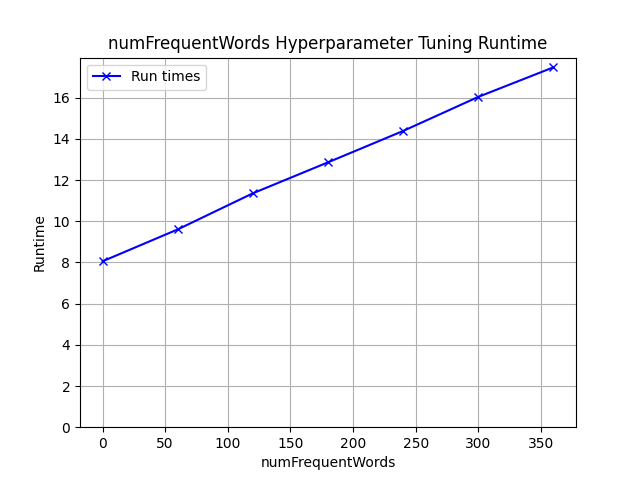 numFrequentWords Hyperparameter Tuning Runtime
Run times
16
14
12
10
8
6
4
2
0
Runtime
0 50 100 150 200 250 300 350
numFrequentWords